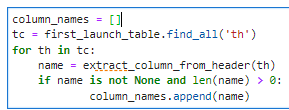 column_names = []
tc = first_launch_table.find_all('th')
for th in tc:
    name = extract_column_from_header(th)
    if name is not None and len(name) > 0:
            column_names.append(name)